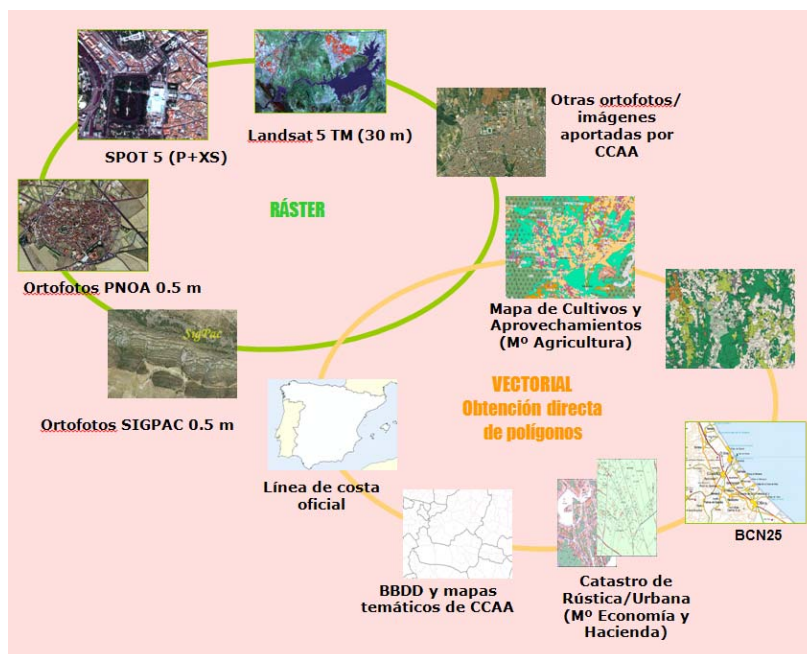 SPOT 5 (P+XS)
Landsat 5 TM (30 m)
Otras ortofotos/
imágenes
aportadas por
CCAA
RÁSTER
Ortofotos PNOA 0.5 m
SigPac
Ortofotos SIGPAC 0.5 m
Mapa de Cultivos y
Aprovechamientos
(Mº Agricultura)
VECTORIAL
Obtención directa
de polígonos
Línea de costa
oficial
BCN25
BBDD y mapas
temáticos de CCAA
Catastro de
Rústica/Urbana
(Mº Economía y
Hacienda)